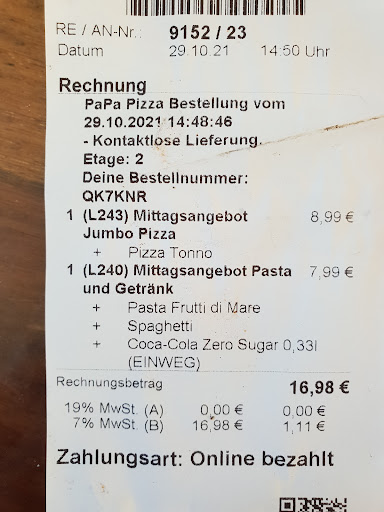 RE / AN-Nr.: 9152 / 23
Datum 29.10.21 14:50 Uhr
Rechnung
PaPa Pizza Bestellung vom
29.10.2021 14:48:46
- Kontaktlose Lieferung.
Etage: 2
Deine Bestellnummer:
QK7KNR
1 (L243) Mittagsangebot 8,99 €
Jumbo Pizza
+ Pizza Tonno
1 (L240) Mittagsangebot Pasta 7,99 €
und Getränk
+ Pasta Frutti di Mare
+ Spaghetti
+ Coca-Cola Zero Sugar 0,33l
(EINWEG)
Rechnungsbetrag 16,98 €
19% MwSt. (A) 0,00 € 0,00 €
7% MwSt. (B) 16,98 € 1,11 €
Zahlungsart: Online bezahlt